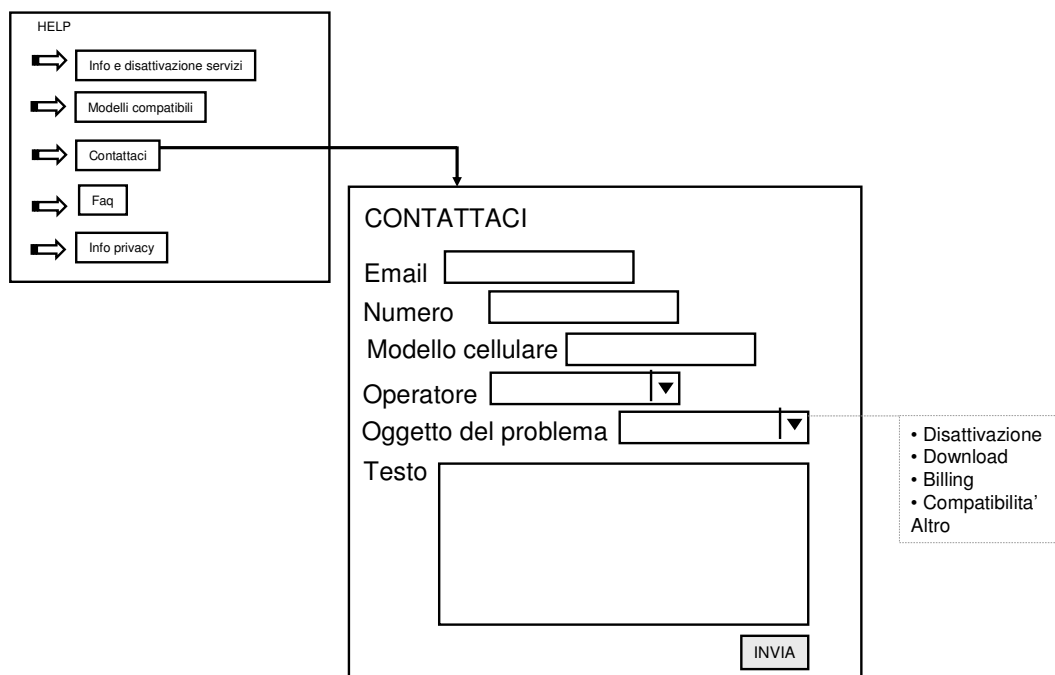 HELP
Info e disattivazione servizi
Modelli compatibili
Contattaci
Faq
Info privacy
CONTATTACI
Email
Numero
Modello cellulare
Operatore
Oggetto del problema
Testo
INVIA
• Disattivazione
• Download
• Billing
• Compatibilita’
Altro